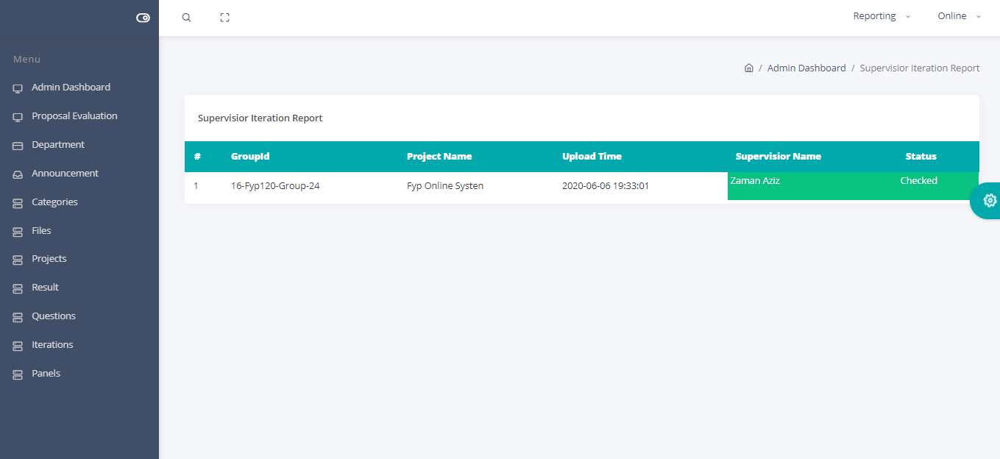 Reporting Online
Menu
Admin Dashboard
Proposal Evaluation
Department
Announcement
Categories
Files
Projects
Result
Questions
Iterations
Panels
/ Admin Dashboard / Supervisior Iteration Report
Supervisior Iteration Report
# GroupId Project Name Upload Time Supervisior Name Status
1 16-Fyp120-Group-24 Fyp Online Systen 2020-06-06 19:33:01 Zaman Aziz Checked